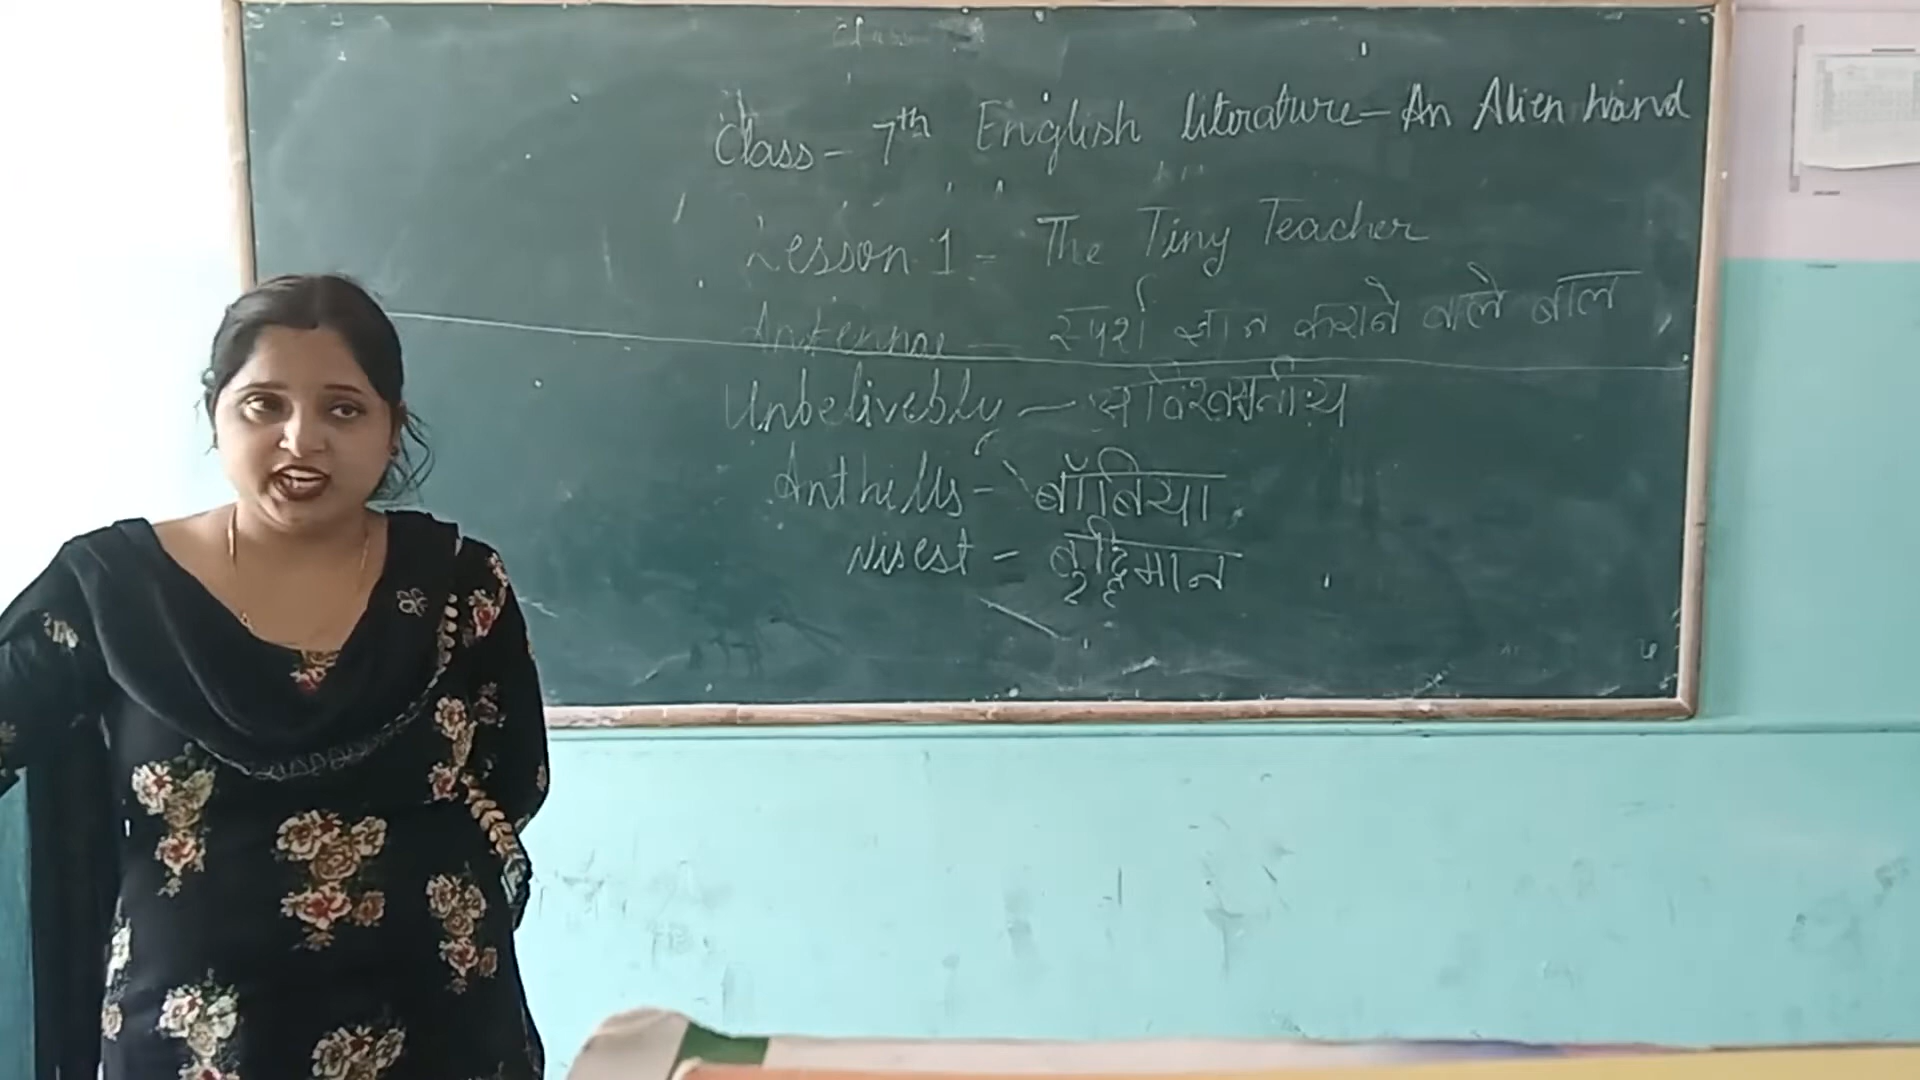 Class
Class - 7th English literature - An Alien hand
Lesson 1 - The Tiny Teacher
Antennae - स्पर्श ज्ञान कराने वाले बाल
Unbelivebly - अविश्वसनीय
Anthills - बाँबिया
Wisest - बुद्धिमान